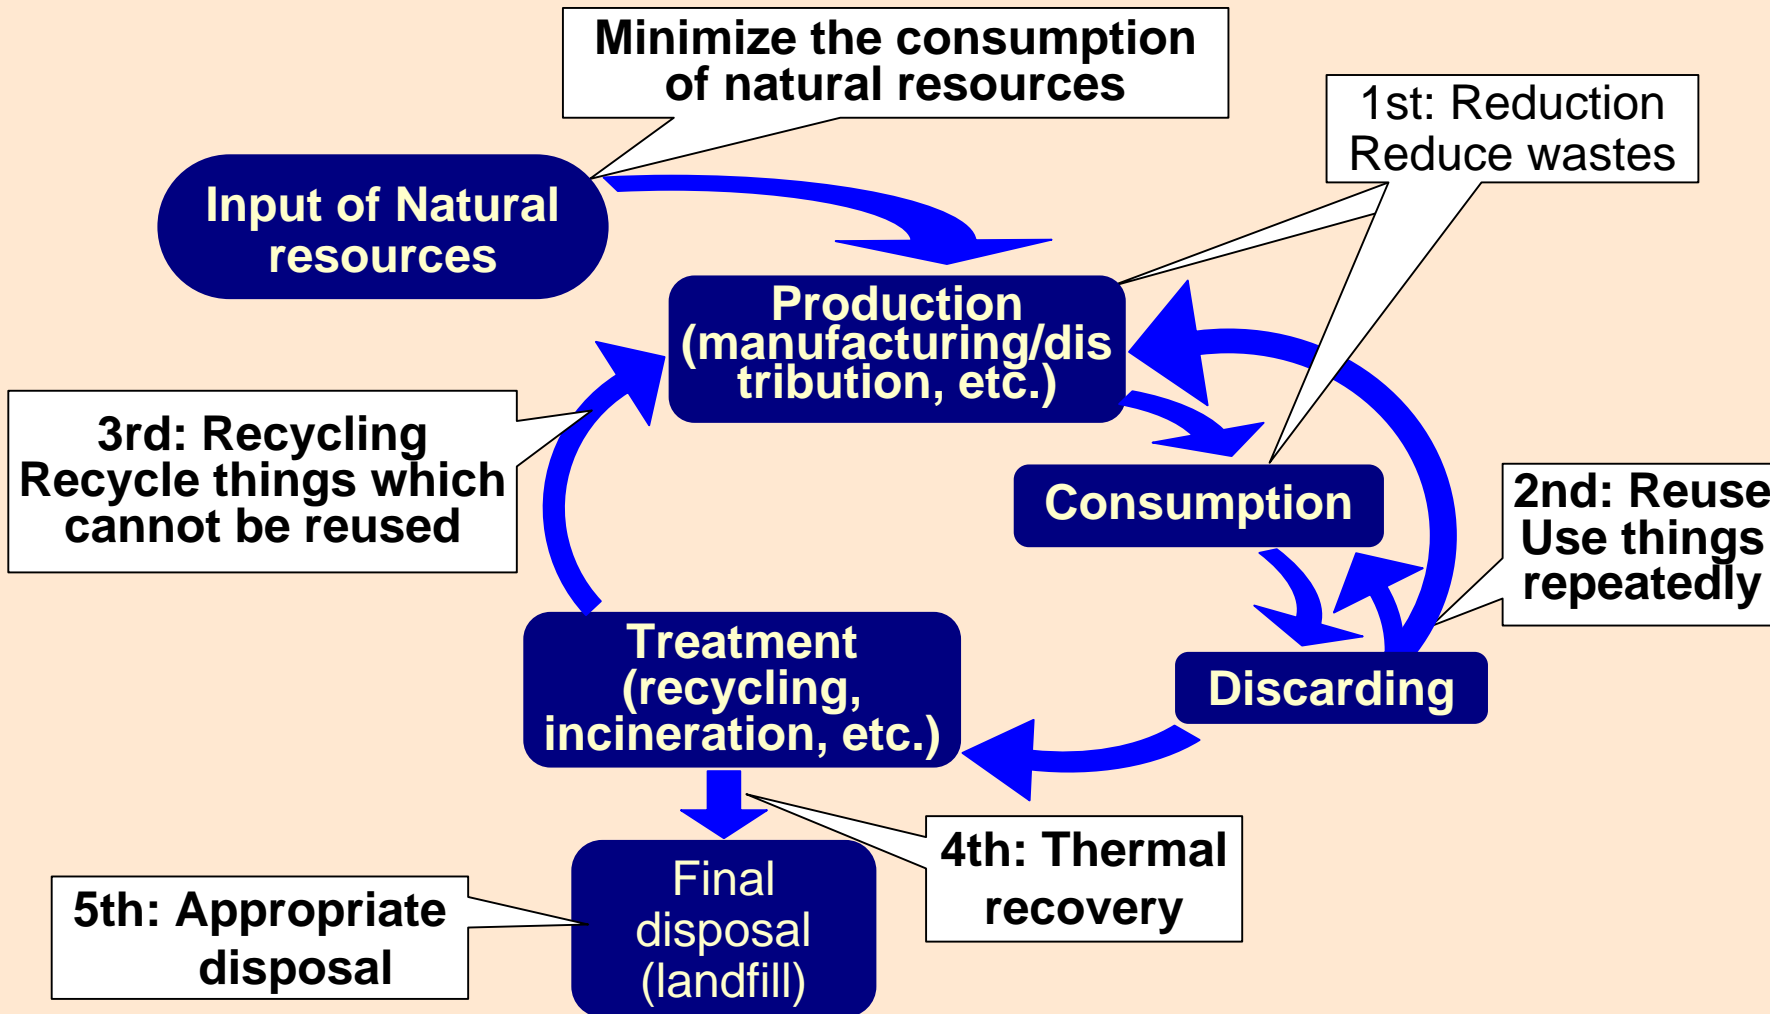 Minimize the consumption
of natural resources
1st: Reduction
Reduce wastes
Input of Natural
resources
Production
(manufacturing/dis
tribution, etc.)
3rd: Recycling
Recycle things which
cannot be reused
Consumption
2nd: Reuse
Use things
repeatedly
Treatment
(recycling,
incineration, etc.)
Discarding
4th: Thermal
recovery
Final
disposal
(landfill)
5th: Appropriate
disposal